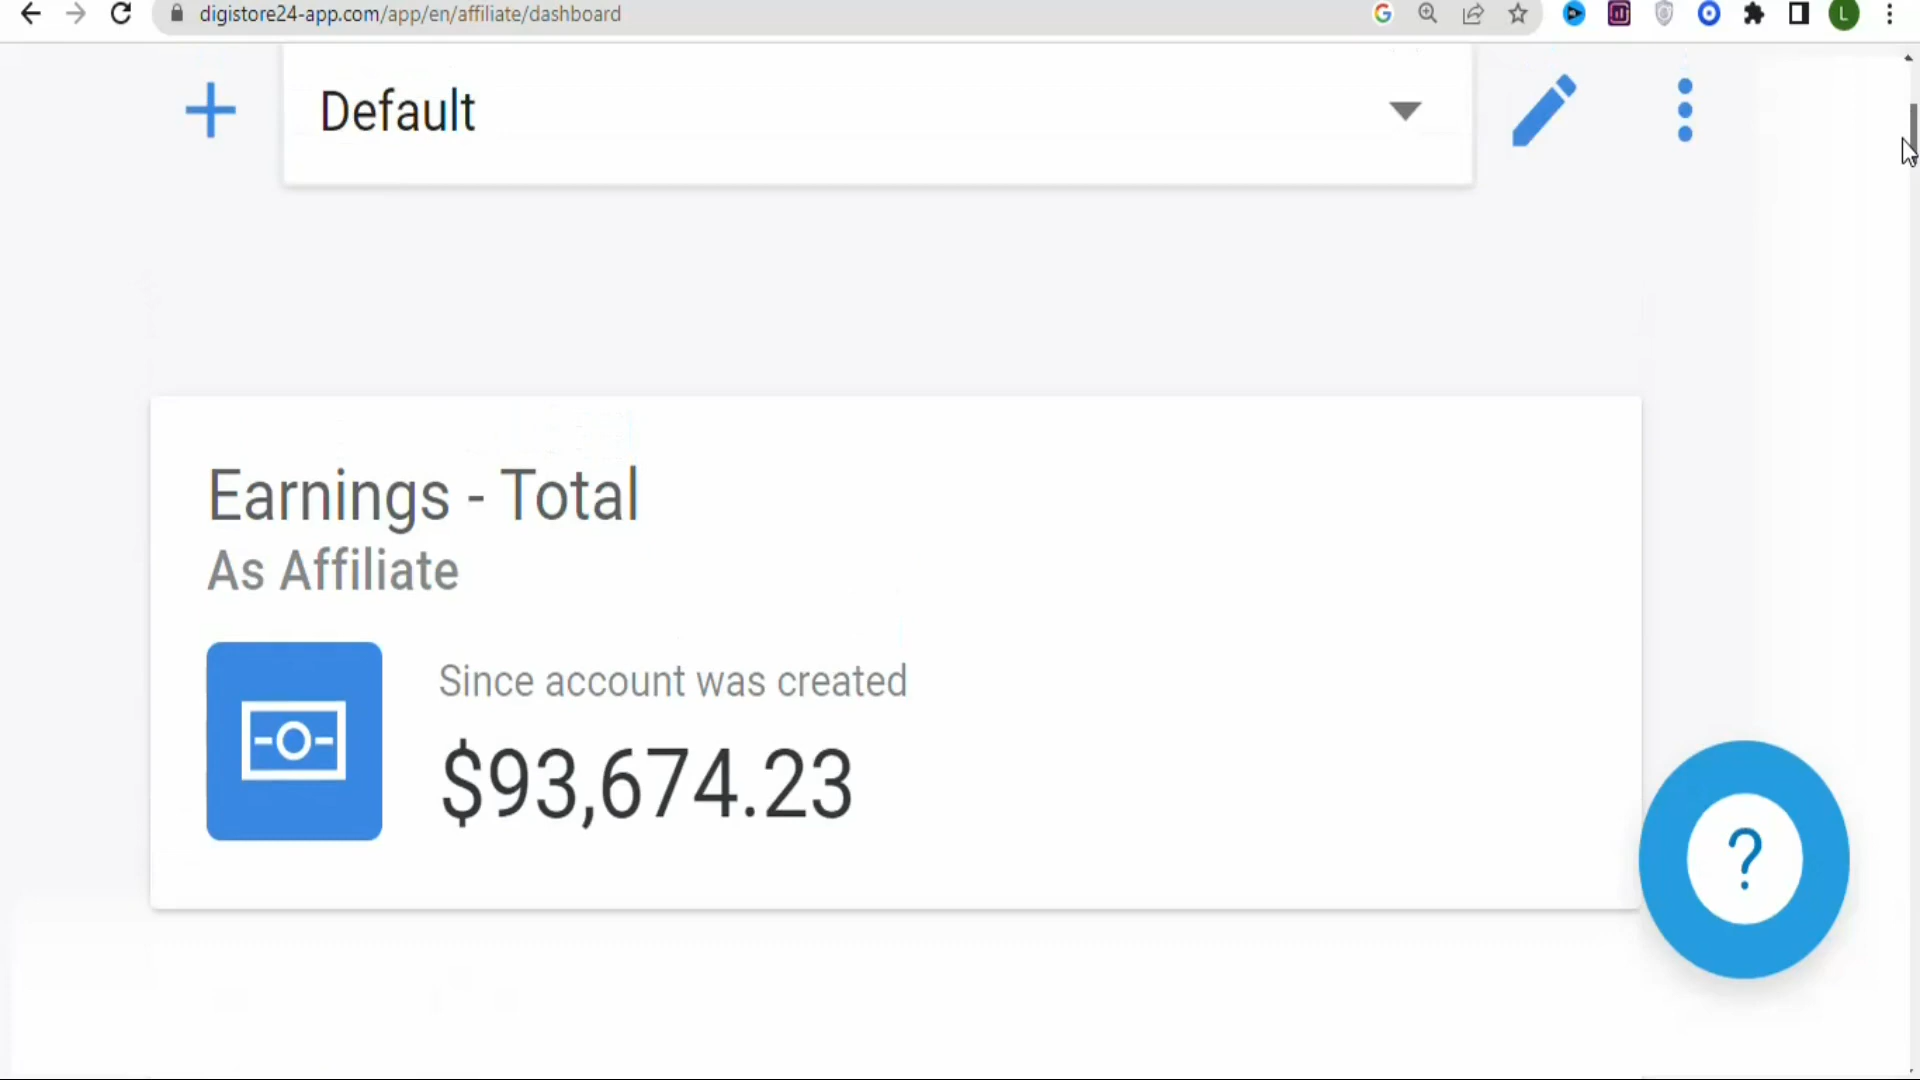 digistore24-app.com/app/en/affiliate/dashboard
G
L
Default
Earnings - Total
As Affiliate
Since account was created
$93,674.23
?